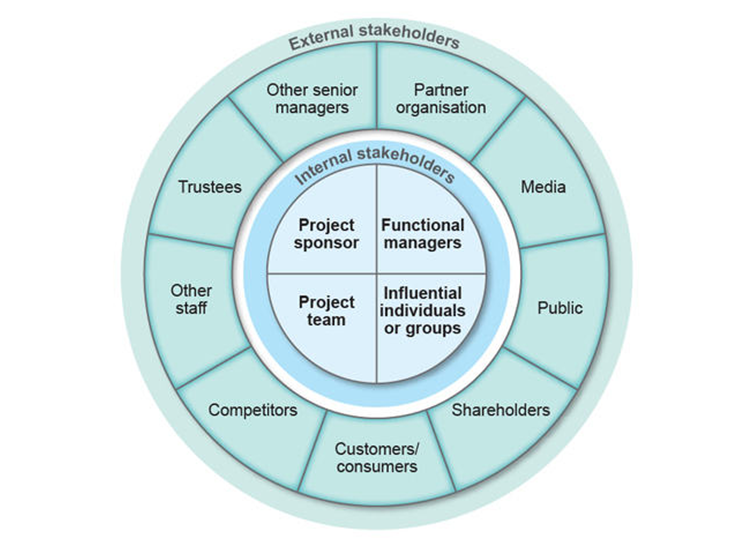 External stakeholders
Other senior
managers
Partner
organisation
Trustees
Media
Internal stakeholders
Project
sponsor
Functional
managers
Other
staff
Project
team
Influential
individuals
or groups
Public
Competitors
Shareholders
Customers/
consumers